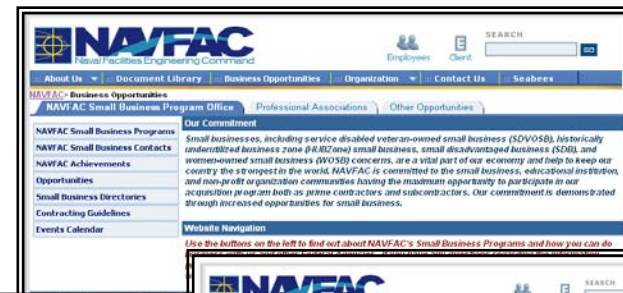 NAVFAC
Naval Facilities Engineering Command
Employees
Client
SEARCH
GO
About Us
Document Library
Business Opportunities
Organization
Contact Us
Seabees
NAVFAC> Business Opportunities
NAVFAC Small Business Program Office
Professional Associations
Other Opportunities
NAVFAC Small Business Programs
NAVFAC Small Business Contacts
NAVFAC Achievements
Opportunities
Small Business Directories
Contracting Guidelines
Events Calendar
Our Commitment
Small businesses, including service disabled veteran-owned small business (SDVOSB), historically
underutilized business zone (HUBZone) small business, small disadvantaged business (SDB), and
women-owned small business (WOSB) concerns, are a vital part of our economy and help to keep our
country the strongest in the world. NAVFAC is committed to the small business, educational institution,
and non-profit organization communities having the maximum opportunity to participate in our
acquisition program both as prime contractors and subcontractors. Our commitment is demonstrated
through increased opportunities for small business.
Website Navigation
Use the buttons on the left to find out about NAVFAC's Small Business Programs and how you can do
NAVFAC
SEARCH